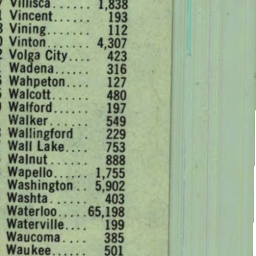 Villisca...... 1,838
Vincent...... 193
Vining....... 112
Vinton...... 4,307
Volga City.... 423
Wadena...... 316
Wahpeton.... 127
Walcott...... 480
Walford...... 197
Walker...... 549
Wallingford 229
Wall Lake.... 753
Walnut...... 888
Wapello..... 1,755
Washington.. 5,902
Washta...... 403
Waterloo..... 65,198
Waterville.... 199
Waucoma.... 385
Waukee...... 501